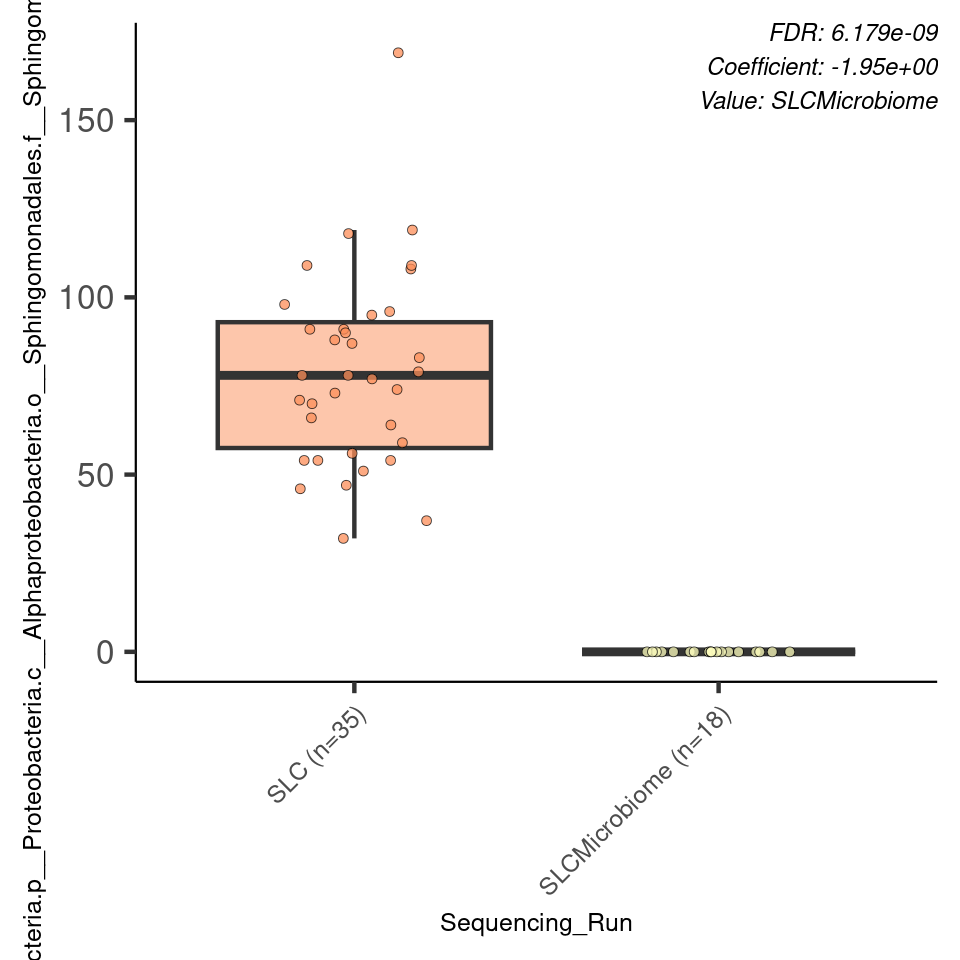 FDR: 6.179e-09
Coefficient: -1.95e+00
Value: SLCMicrobiome
cteria.p__Proteobacteria.c__Alphaproteobacteria.o__Sphingomonadales.f__Sphingom
150
100
50
0
SLC (n=35)
SLCMicrobiome (n=18)
Sequencing_Run